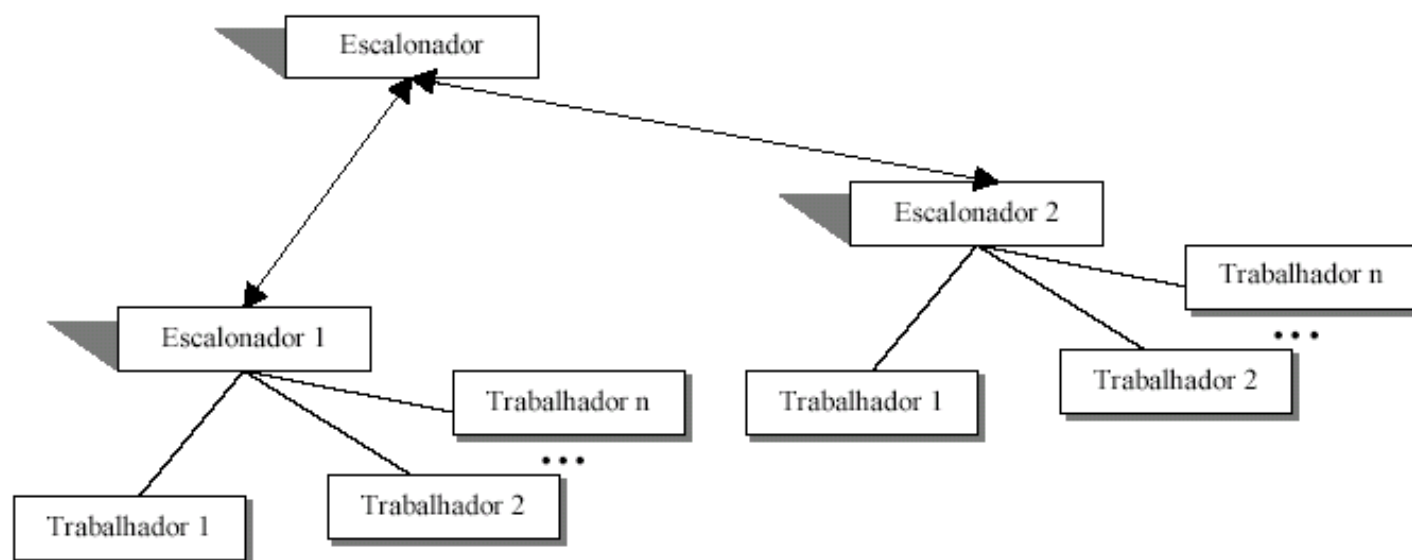 Escalonador
Escalonador 2
Trabalhador n
...
Trabalhador 2
Trabalhador 1
Escalonador 1
Trabalhador n
...
Trabalhador 2
Trabalhador 1